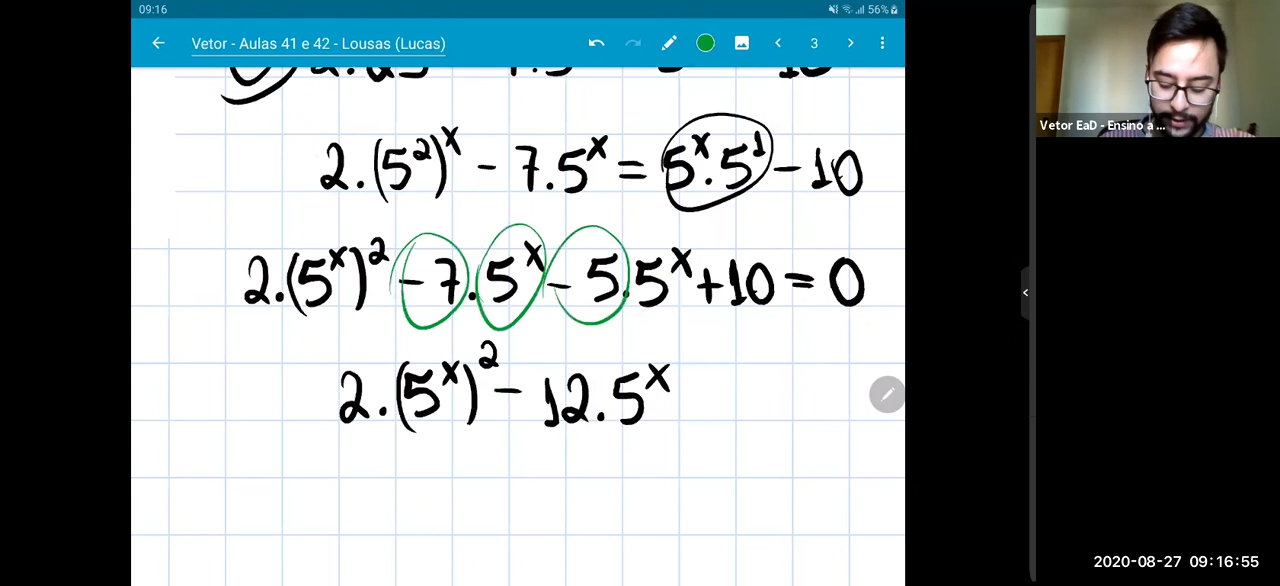 09:16
56%
Vetor - Aulas 41 e 42 - Lousas (Lucas)
3
2.(5²)ˣ - 7.5ˣ = 5ˣ.5¹ - 10
2.(5ˣ)² - 7.5ˣ - 5.5ˣ + 10 = 0
2.(5ˣ)² - 12.5ˣ
Vetor EaD - Ensino a ...
2020-08-27 09:16:55